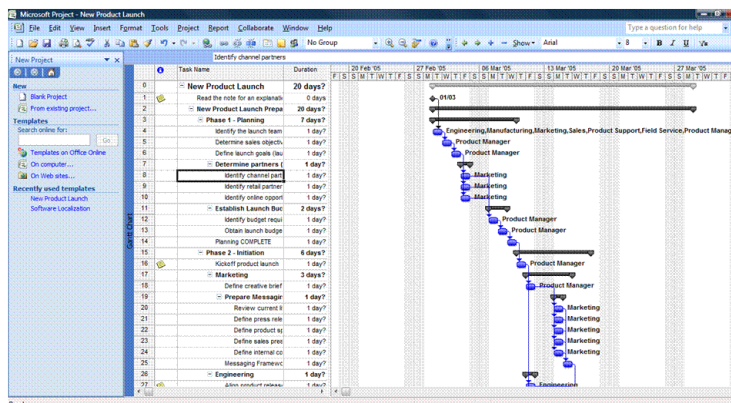 Microsoft Project - New Product Launch
File Edit View Insert Format Tools Project Report Collaborate Window Help
Type a question for help
No Group
Show
Arial
8
B I U
Identify channel partners
New Project
New
Blank Project
From existing project...
Templates
Search online for:
Go
Templates on Office Online
On computer...
On Web sites...
Recently used templates
New Product Launch
Software Localization
Gantt Chart
Task Name Duration
20 Feb '05 27 Feb '05 06 Mar '05 13 Mar '05 20 Mar '05 27 Mar '05
F S S M T W T F S S M T W T F S S M T W T F S S M T W T F S S M T W T F S S M T W T
0 New Product Launch 20 days?
1 Read the note for an explanati 0 days 01/03
2 New Product Launch Prepa 20 days?
3 Phase 1 - Planning 7 days?
4 Identify the launch team 1 day? Engineering,Manufacturing,Marketing,Sales,Product Support,Field Service,Product Manag
5 Determine sales objectiv 1 day? Product Manager
6 Define launch goals (lau 1 day? Product Manager
7 Determine partners ( 1 day?
8 Identify channel part 1 day? Marketing
9 Identify retail partner 1 day? Marketing
10 Identify online opport 1 day? Marketing
11 Establish Launch Buc 2 days?
12 Identify budget requi 1 day? Product Manager
13 Obtain launch budge 1 day? Product Manager
14 Planning COMPLETE 1 day?
15 Phase 2 - Initiation 6 days?
16 Kickoff product launch 1 day? Product Manager
17 Marketing 3 days?
18 Define creative brief 1 day? Product Manager
19 Prepare Messagir 1 day?
20 Review current li 1 day? Marketing
21 Define press rele 1 day? Marketing
22 Define product sp 1 day? Marketing
23 Define sales pres 1 day? Marketing
24 Define internal co 1 day? Marketing
25 Messaging Framewc 1 day?
26 Engineering 1 day?
27 Align product releas 1 day? Engineering